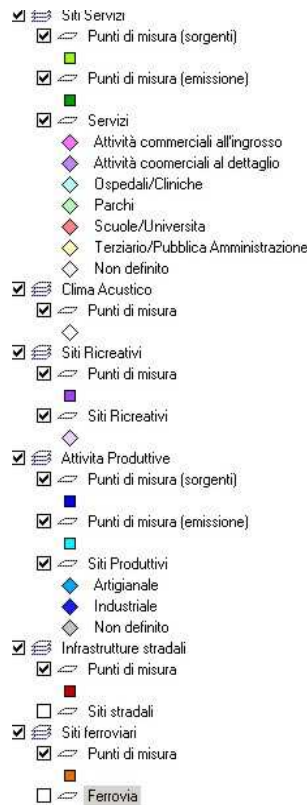 Siti Servizi
Punti di misura (sorgenti)
Punti di misura (emissione)
Servizi
Attività commerciali all'ingrosso
Attività coomerciali al dettaglio
Ospedali/Cliniche
Parchi
Scuole/Universita
Terziario/Pubblica Amministrazione
Non definito
Clima Acustico
Punti di misura
Siti Ricreativi
Punti di misura
Siti Ricreativi
Attivita Produttive
Punti di misura (sorgenti)
Punti di misura (emissione)
Siti Produttivi
Artigianale
Industriale
Non definito
Infrastrutture stradali
Punti di misura
Siti stradali
Siti ferroviari
Punti di misura
Ferrovia